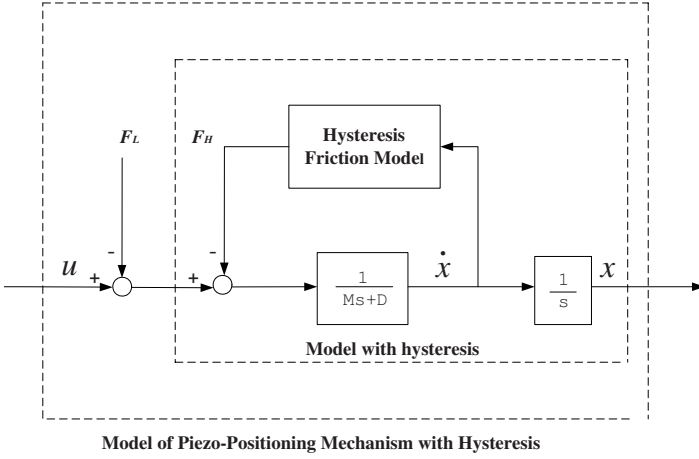 Hysteresis
Friction Model
F_L
F_H
-
-
u
+
+
1
Ms+D
ẋ
1
s
x
Model with hysteresis
Model of Piezo-Positioning Mechanism with Hysteresis